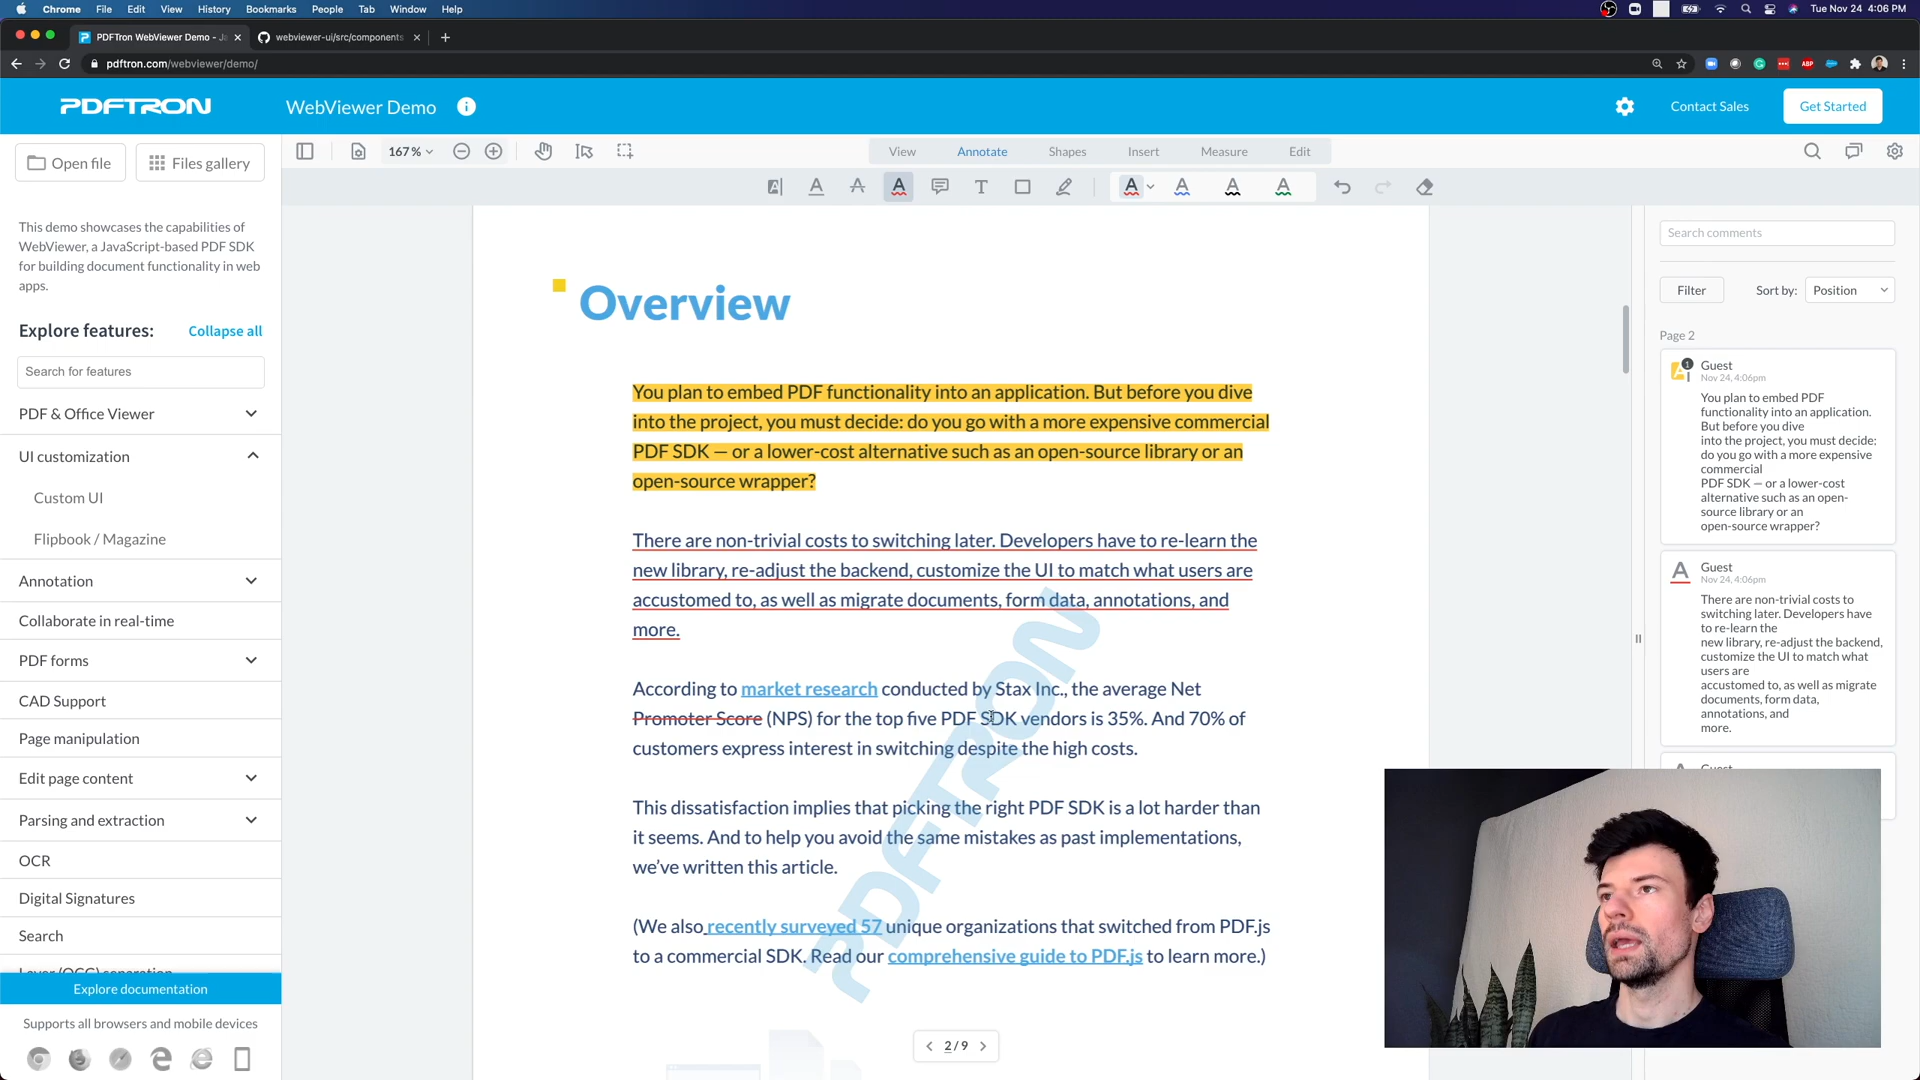 Chrome File Edit View History Bookmarks People Tab Window Help
Tue Nov 24 4:06 PM
PDFTron WebViewer Demo - Ja
webviewer-ui/src/components
pdftron.com/webviewer/demo/
ABP
PDFTRON
WebViewer Demo
Contact Sales
Get Started
Open file
Files gallery
167%
View
Annotate
Shapes
Insert
Measure
Edit
This demo showcases the capabilities of
WebViewer, a JavaScript-based PDF SDK
for building document functionality in web
apps.
Explore features:
Collapse all
Search for features
PDF & Office Viewer
UI customization
Custom UI
Flipbook / Magazine
Annotation
Collaborate in real-time
PDF forms
CAD Support
Page manipulation
Edit page content
Parsing and extraction
OCR
Digital Signatures
Search
Layer (OCG) separation
Explore documentation
Supports all browsers and mobile devices
Overview
You plan to embed PDF functionality into an application. But before you dive
into the project, you must decide: do you go with a more expensive commercial
PDF SDK — or a lower-cost alternative such as an open-source library or an
open-source wrapper?
There are non-trivial costs to switching later. Developers have to re-learn the
new library, re-adjust the backend, customize the UI to match what users are
accustomed to, as well as migrate documents, form data, annotations, and
more.
According to market research conducted by Stax Inc., the average Net
Promoter Score (NPS) for the top five PDF SDK vendors is 35%. And 70% of
customers express interest in switching despite the high costs.
This dissatisfaction implies that picking the right PDF SDK is a lot harder than
it seems. And to help you avoid the same mistakes as past implementations,
we've written this article.
(We also recently surveyed 57 unique organizations that switched from PDF.js
to a commercial SDK. Read our comprehensive guide to PDF.js to learn more.)
PDFTRON
2/9
Search comments
Filter
Sort by:
Position
Page 2
1
Guest
Nov 24, 4:06pm
You plan to embed PDF
functionality into an application.
But before you dive
into the project, you must decide:
do you go with a more expensive
commercial
PDF SDK — or a lower-cost
alternative such as an open-
source library or an
open-source wrapper?
Guest
Nov 24, 4:06pm
There are non-trivial costs to
switching later. Developers have
to re-learn the
new library, re-adjust the backend,
customize the UI to match what
users are
accustomed to, as well as migrate
documents, form data,
annotations, and
more.
Guest